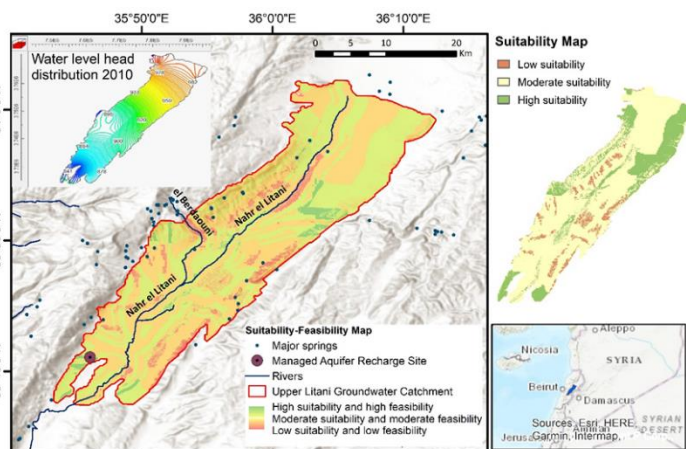 35°50'0"E
36°0'0"E
36°10'0"E
Water level head
distribution 2010
0
5
10
20
Km
Nahr el Litani
el Berdaouni
Nahr el Litani
Suitability-Feasibility Map
Major springs
Managed Aquifer Recharge Site
Rivers
Upper Litani Groundwater Catchment
High suitability and high feasibility
Moderate suitability and moderate feasibility
Low suitability and low feasibility
Suitability Map
Low suitability
Moderate suitability
High suitability
Aleppo
Nicosia
SYRIA
Beirut
Damascus
Sources: Esri, HERE,
SYRIAN
Garmin, Intermap,
DESERT
Amman